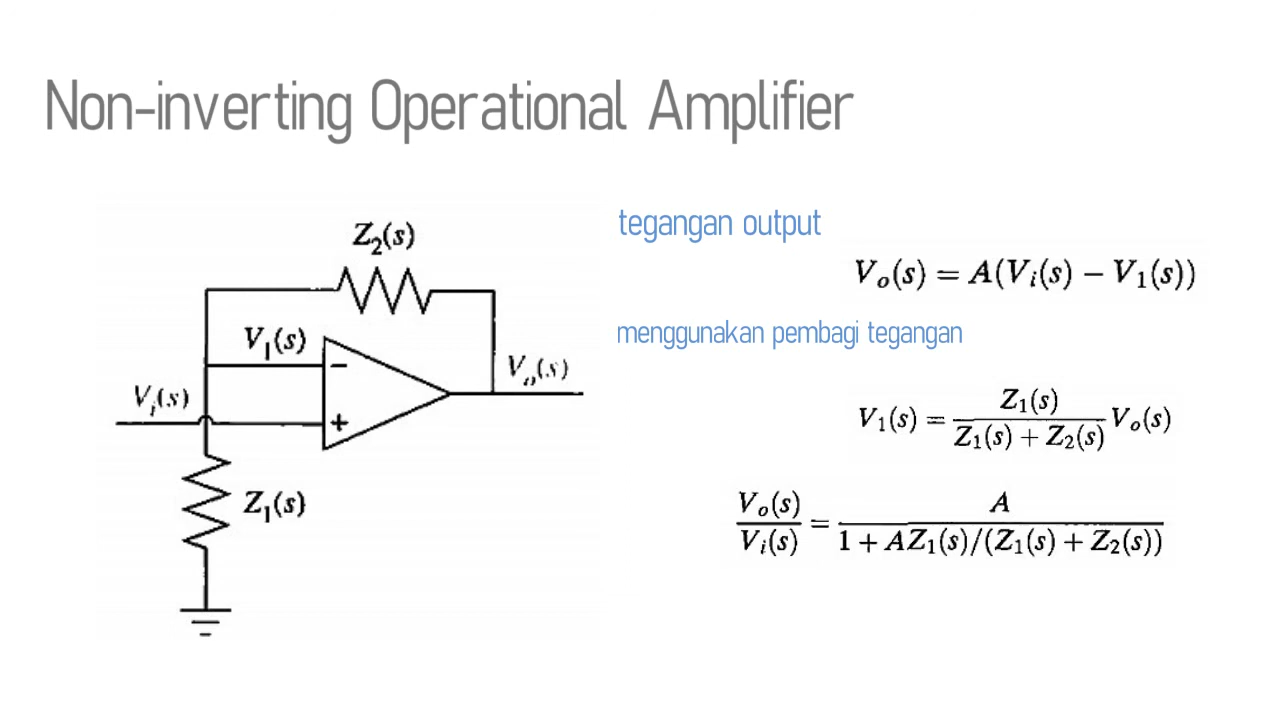 Non-inverting Operational Amplifier
Z₂(s)
V₁(s)
Vᵢ(s)
Vₒ(s)
−
+
Z₁(s)
tegangan output
Vₒ(s) = A(Vᵢ(s) − V₁(s))
menggunakan pembagi tegangan
V₁(s) = Z₁(s) / (Z₁(s) + Z₂(s)) Vₒ(s)
Vₒ(s) / Vᵢ(s) = A / (1 + AZ₁(s)/(Z₁(s) + Z₂(s)))